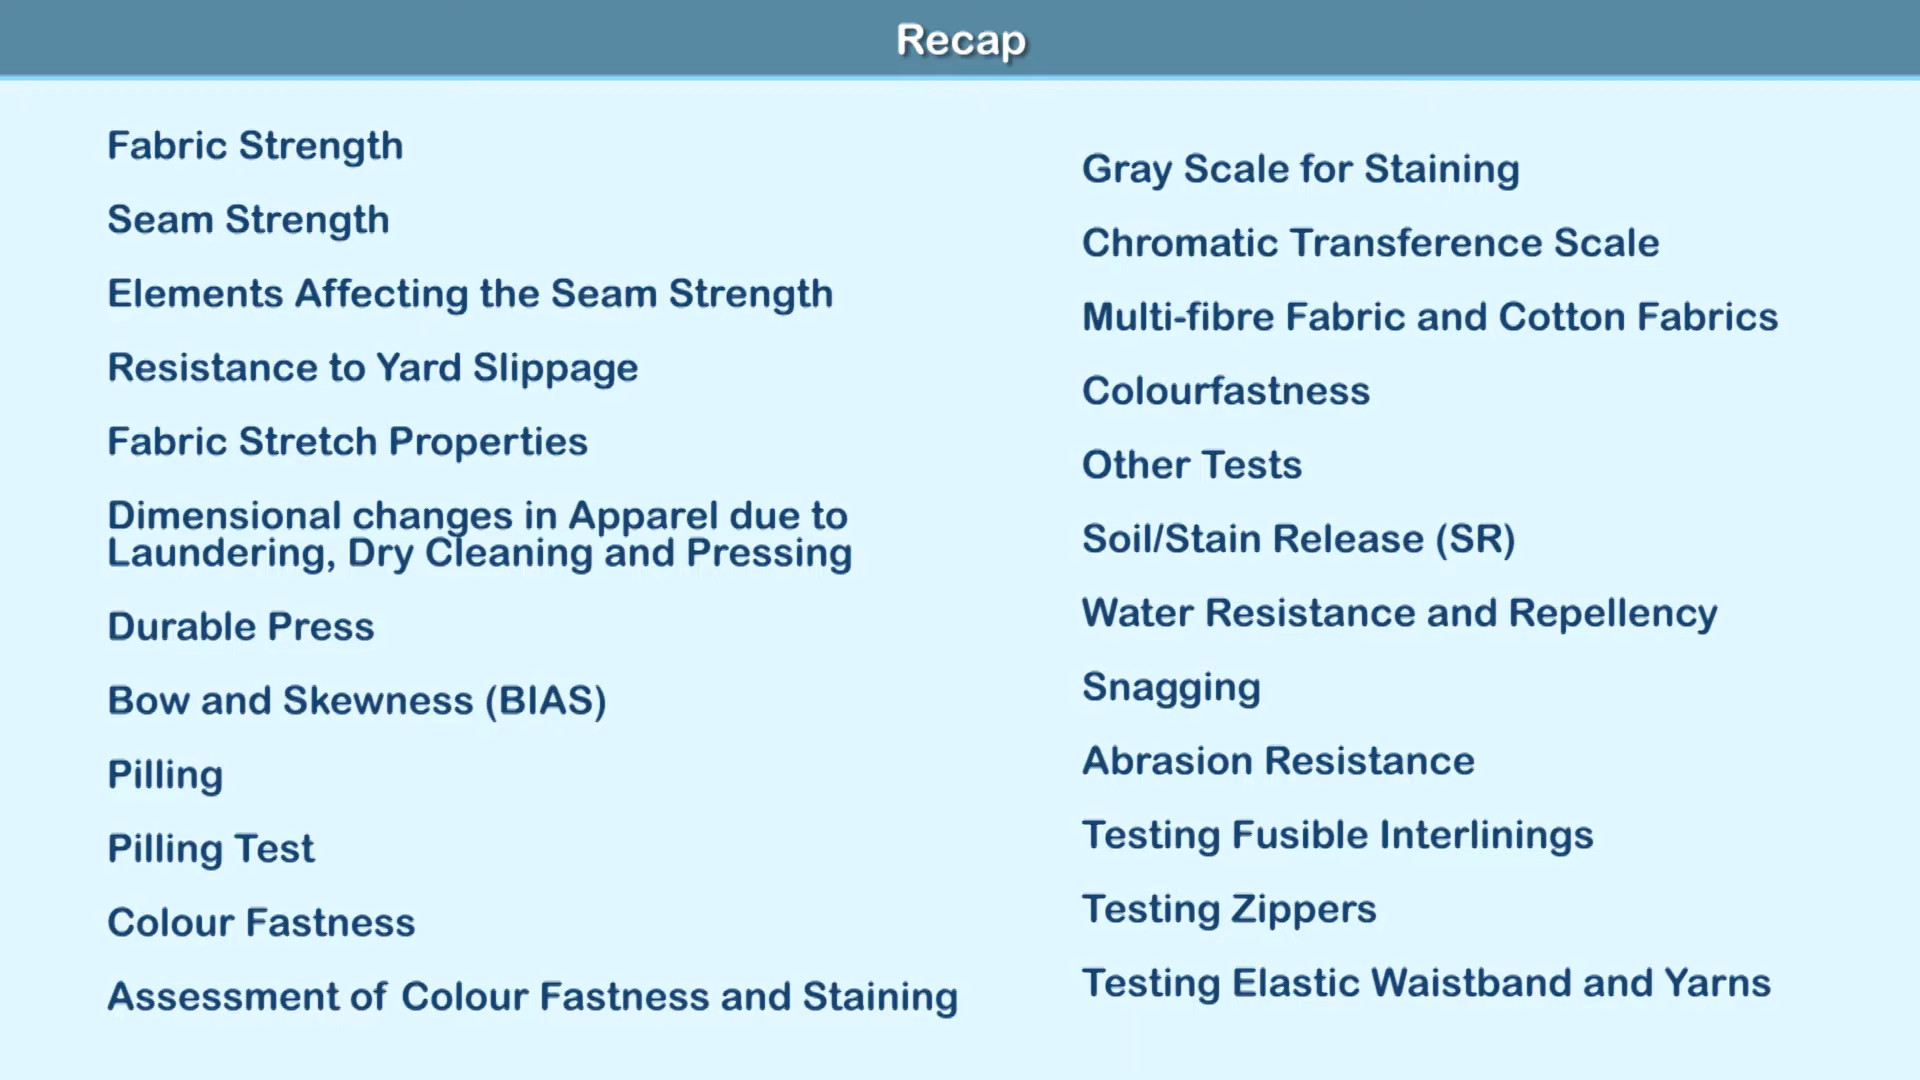 Recap
Fabric Strength
Seam Strength
Elements Affecting the Seam Strength
Resistance to Yard Slippage
Fabric Stretch Properties
Dimensional changes in Apparel due to
Laundering, Dry Cleaning and Pressing
Durable Press
Bow and Skewness (BIAS)
Pilling
Pilling Test
Colour Fastness
Assessment of Colour Fastness and Staining
Gray Scale for Staining
Chromatic Transference Scale
Multi-fibre Fabric and Cotton Fabrics
Colourfastness
Other Tests
Soil/Stain Release (SR)
Water Resistance and Repellency
Snagging
Abrasion Resistance
Testing Fusible Interlinings
Testing Zippers
Testing Elastic Waistband and Yarns